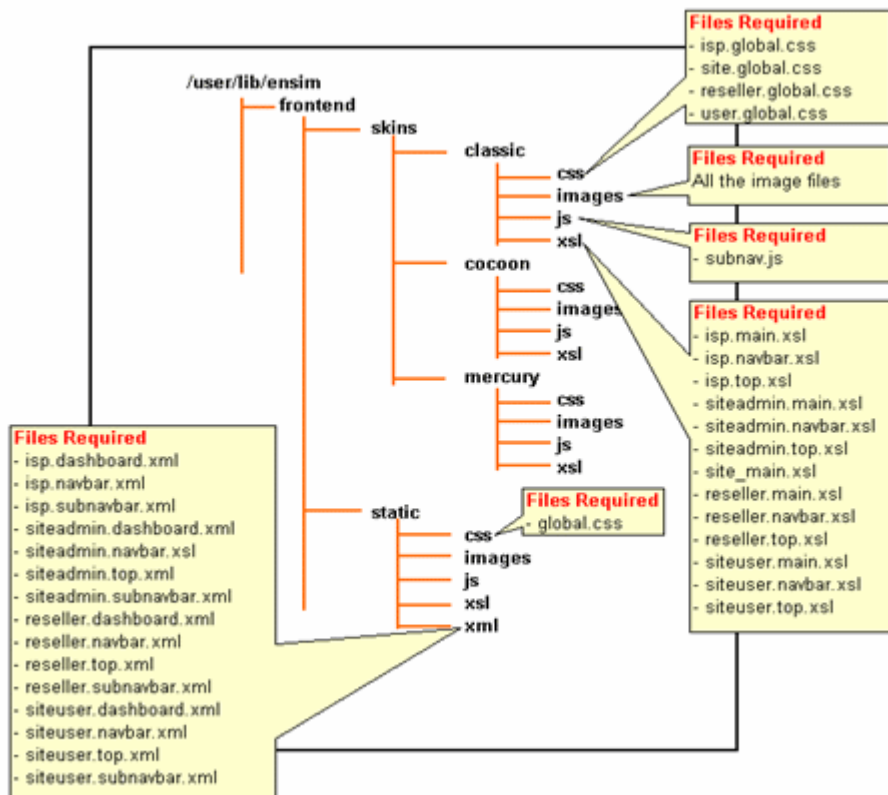 Files Required
- isp.global.css
- site.global.css
- reseller.global.css
- user.global.css
/user/lib/ensim
frontend
skins
classic
css
images
js
xsl
Files Required
All the image files
Files Required
- subnav.js
cocoon
css
images
js
xsl
Files Required
- isp.main.xsl
- isp.navbar.xsl
- isp.top.xsl
- siteadmin.main.xsl
- siteadmin.navbar.xsl
- siteadmin.top.xsl
- site_main.xsl
- reseller.main.xsl
- reseller.navbar.xsl
- reseller.top.xsl
- siteuser.main.xsl
- siteuser.navbar.xsl
- siteuser.top.xsl
mercury
css
images
js
xsl
Files Required
- isp.dashboard.xml
- isp.navbar.xml
- isp.subnavbar.xml
- siteadmin.dashboard.xml
- siteadmin.navbar.xsl
- siteadmin.top.xml
- siteadmin.subnavbar.xml
- reseller.dashboard.xml
- reseller.navbar.xml
- reseller.top.xml
- reseller.subnavbar.xml
- siteuser.dashboard.xml
- siteuser.navbar.xml
- siteuser.top.xml
- siteuser.subnavbar.xml
static
css
images
js
xsl
xml
Files Required
- global.css